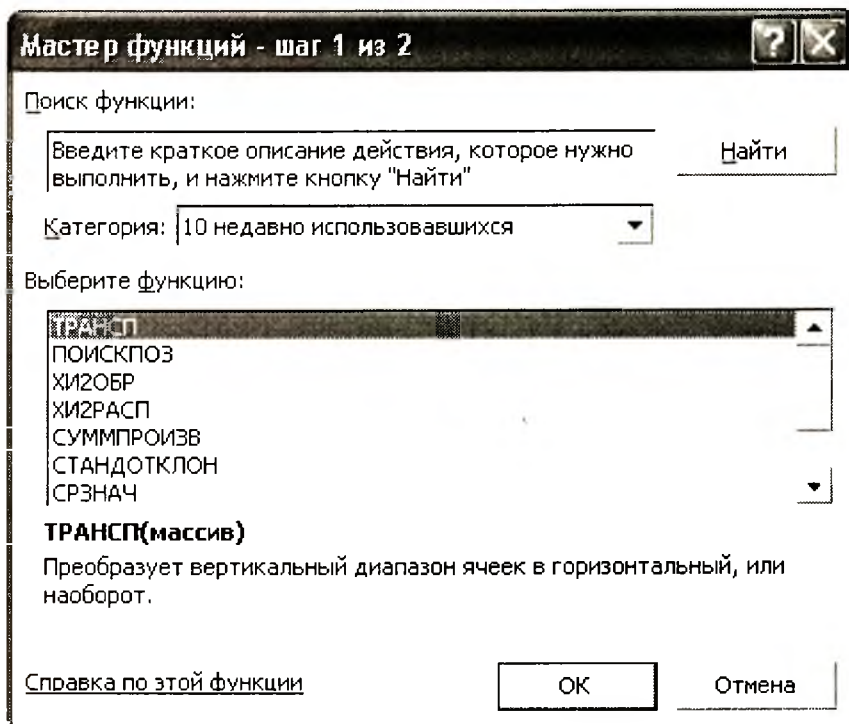 Мастер функций - шаг 1 из 2
Поиск функции:
Введите краткое описание действия, которое нужно
выполнить, и нажмите кнопку "Найти"
Найти
Категория: 10 недавно использовавшихся
Выберите функцию:
ТРАНСП
ПОИСКПОЗ
ХИ2ОБР
ХИ2РАСП
СУММПРОИЗВ
СТАНДОТКЛОН
СРЗНАЧ
ТРАНСП(массив)
Преобразует вертикальный диапазон ячеек в горизонтальный, или
наоборот.
Справка по этой функции
ОК
Отмена